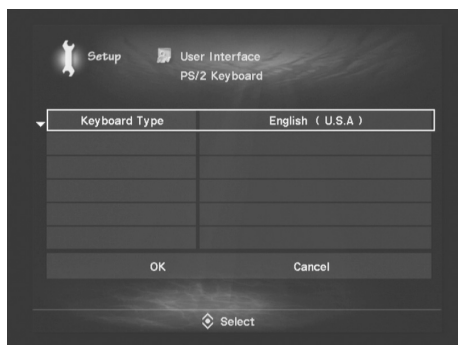 Setup
User Interface
PS/2 Keyboard
Keyboard Type English ( U.S.A )
OK Cancel
Select